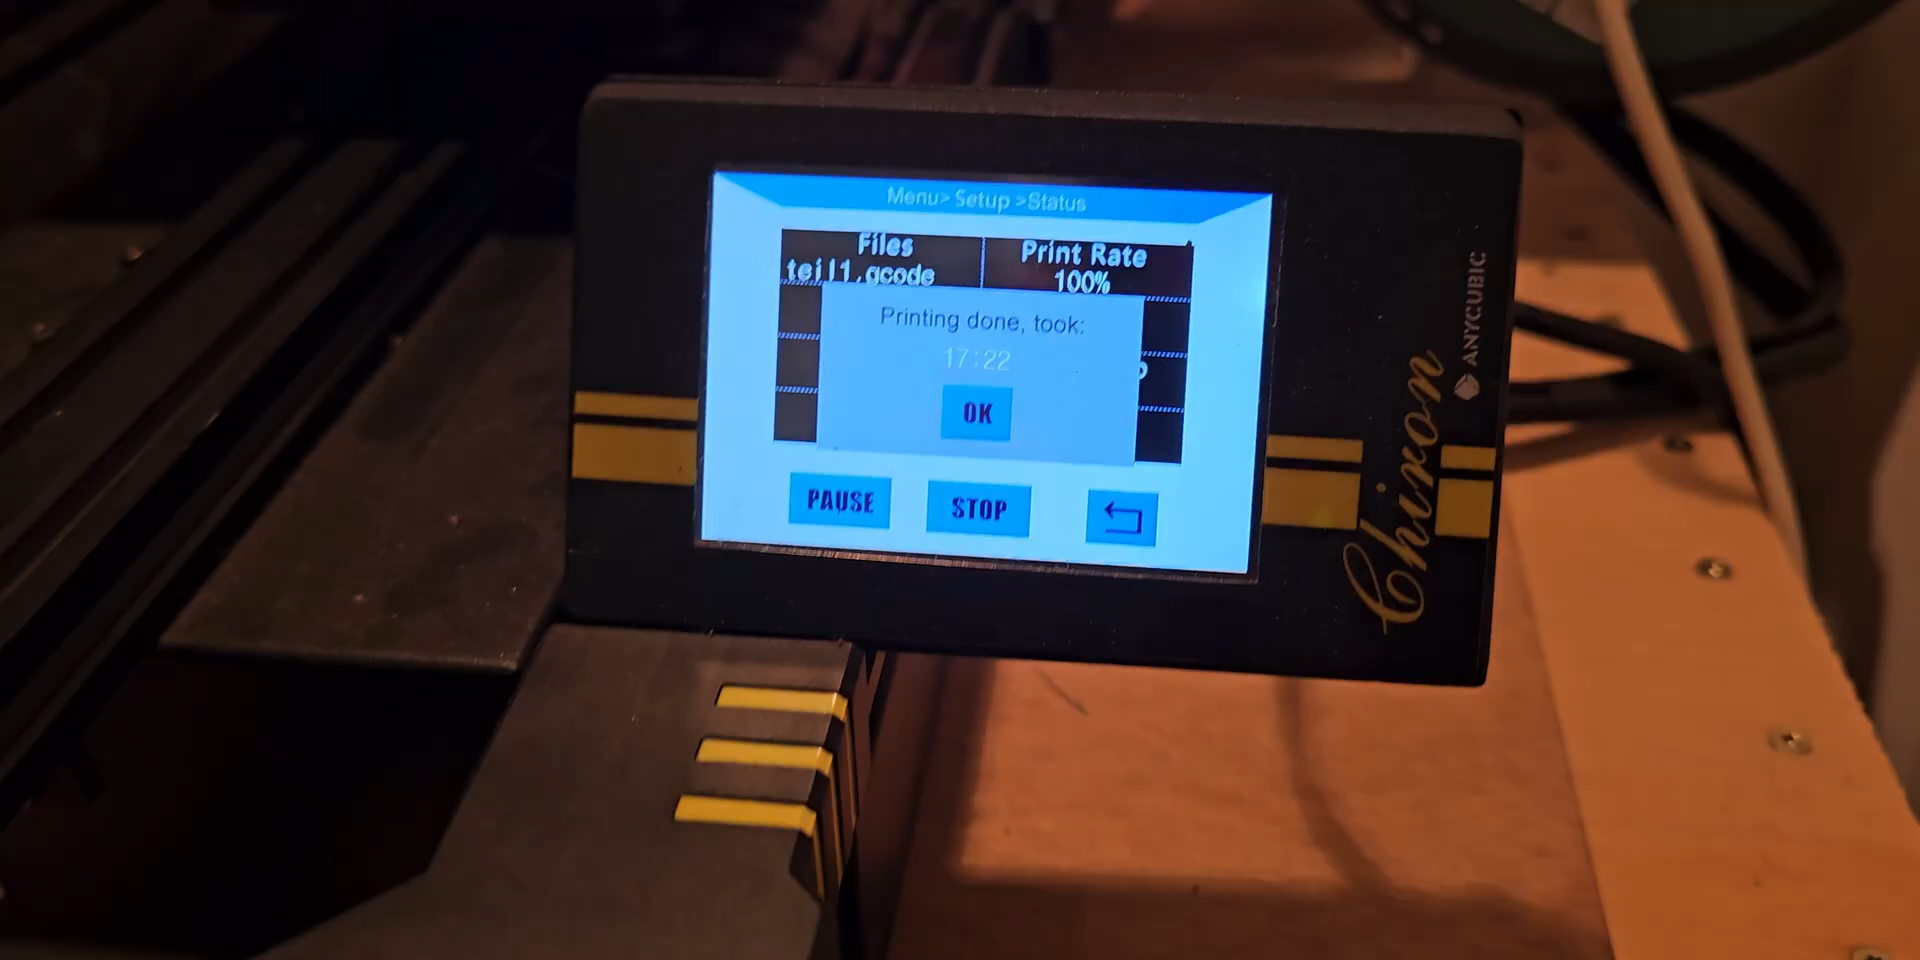 Menu> Setup >Status
Files
teil1.gcode
Print Rate
100%
Printing done, took:
17:22
OK
PAUSE
STOP
Chiron
ANYCUBIC